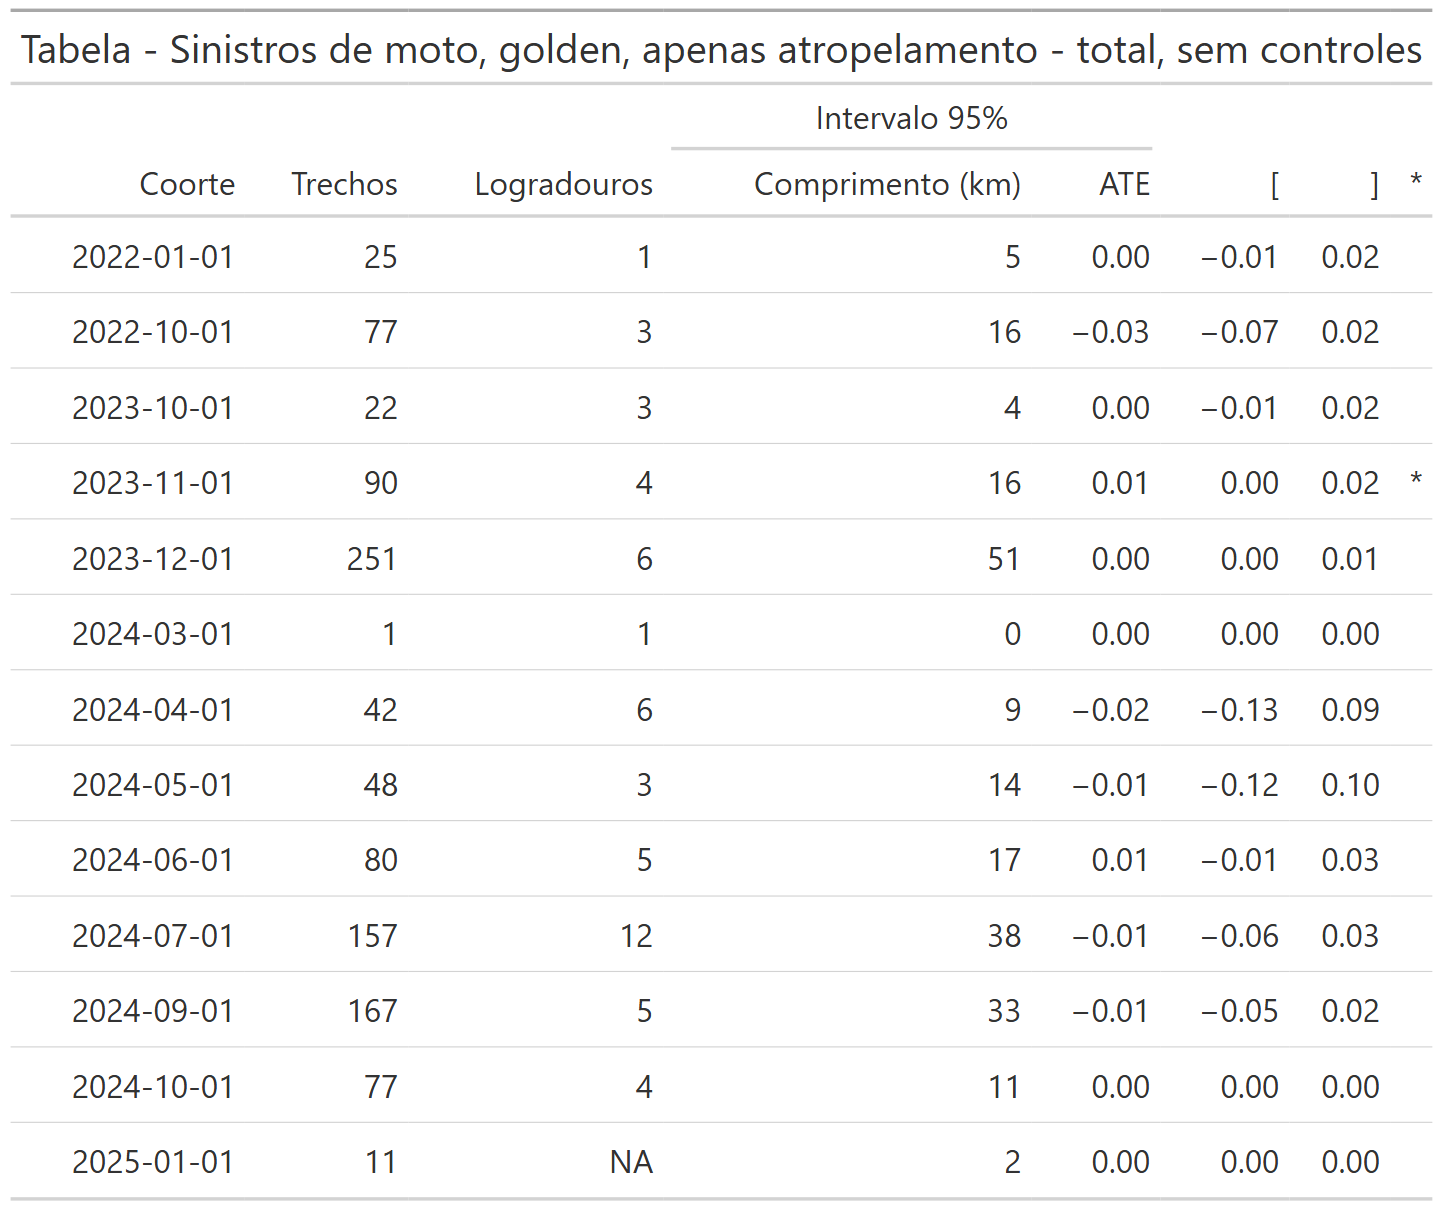 Tabela - Sinistros de moto, golden, apenas atropelamento - total, sem controles
Intervalo 95%
Coorte Trechos Logradouros Comprimento (km) ATE [ ] *
2022-01-01 25 1 5 0.00 −0.01 0.02
2022-10-01 77 3 16 −0.03 −0.07 0.02
2023-10-01 22 3 4 0.00 −0.01 0.02
2023-11-01 90 4 16 0.01 0.00 0.02 *
2023-12-01 251 6 51 0.00 0.00 0.01
2024-03-01 1 1 0 0.00 0.00 0.00
2024-04-01 42 6 9 −0.02 −0.13 0.09
2024-05-01 48 3 14 −0.01 −0.12 0.10
2024-06-01 80 5 17 0.01 −0.01 0.03
2024-07-01 157 12 38 −0.01 −0.06 0.03
2024-09-01 167 5 33 −0.01 −0.05 0.02
2024-10-01 77 4 11 0.00 0.00 0.00
2025-01-01 11 NA 2 0.00 0.00 0.00